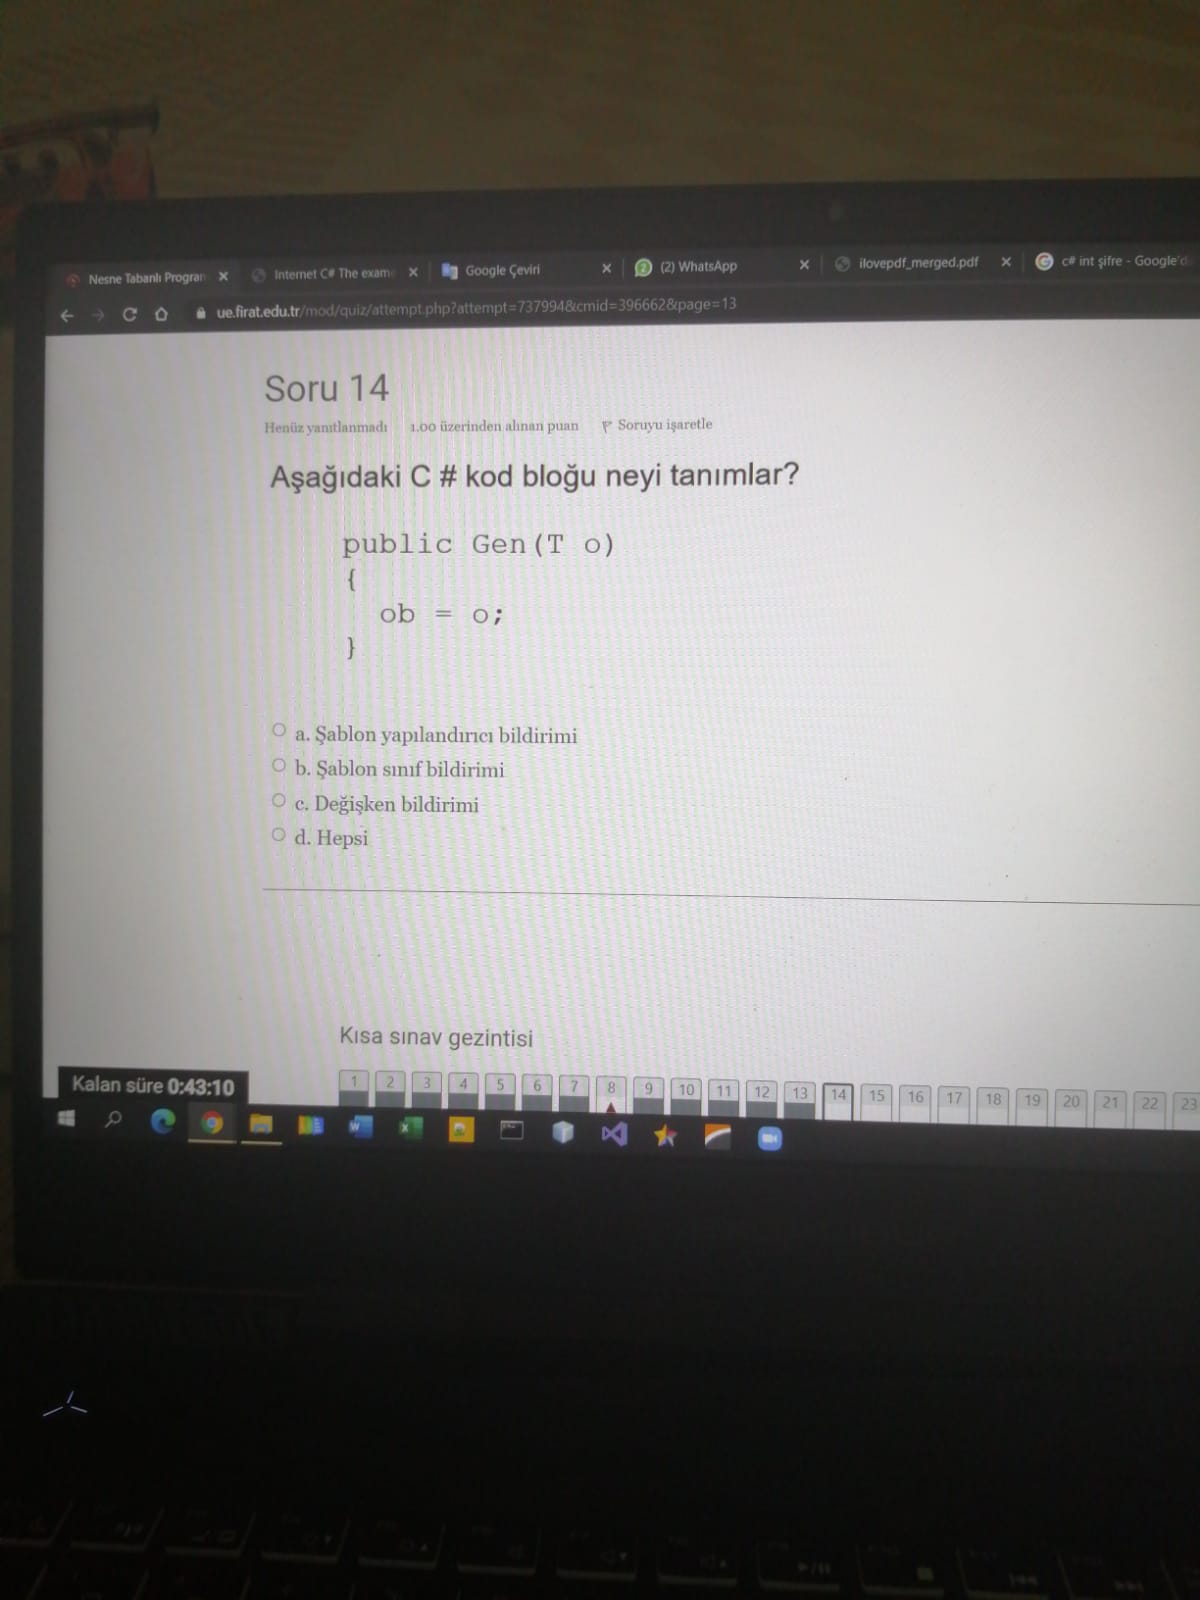 Nesne Tabanlı Program
Internet C# The exame
Google Çeviri
(2) WhatsApp
ilovepdf_merged.pdf
c# int şifre - Google'd
ue.firat.edu.tr/mod/quiz/attempt.php?attempt=737994&cmid=396662&page=13
Soru 14
Henüz yanıtlanmadı 1.00 üzerinden alınan puan Soruyu işaretle
Aşağıdaki C # kod bloğu neyi tanımlar?
public Gen(T o)
{
ob = o;
}
a. Şablon yapılandırıcı bildirimi
b. Şablon sınıf bildirimi
c. Değişken bildirimi
d. Hepsi
Kısa sınav gezintisi
Kalan süre 0:43:10
1 2 3 4 5 6 7 8 9 10 11 12 13 14 15 16 17 18 19 20 21 22 23